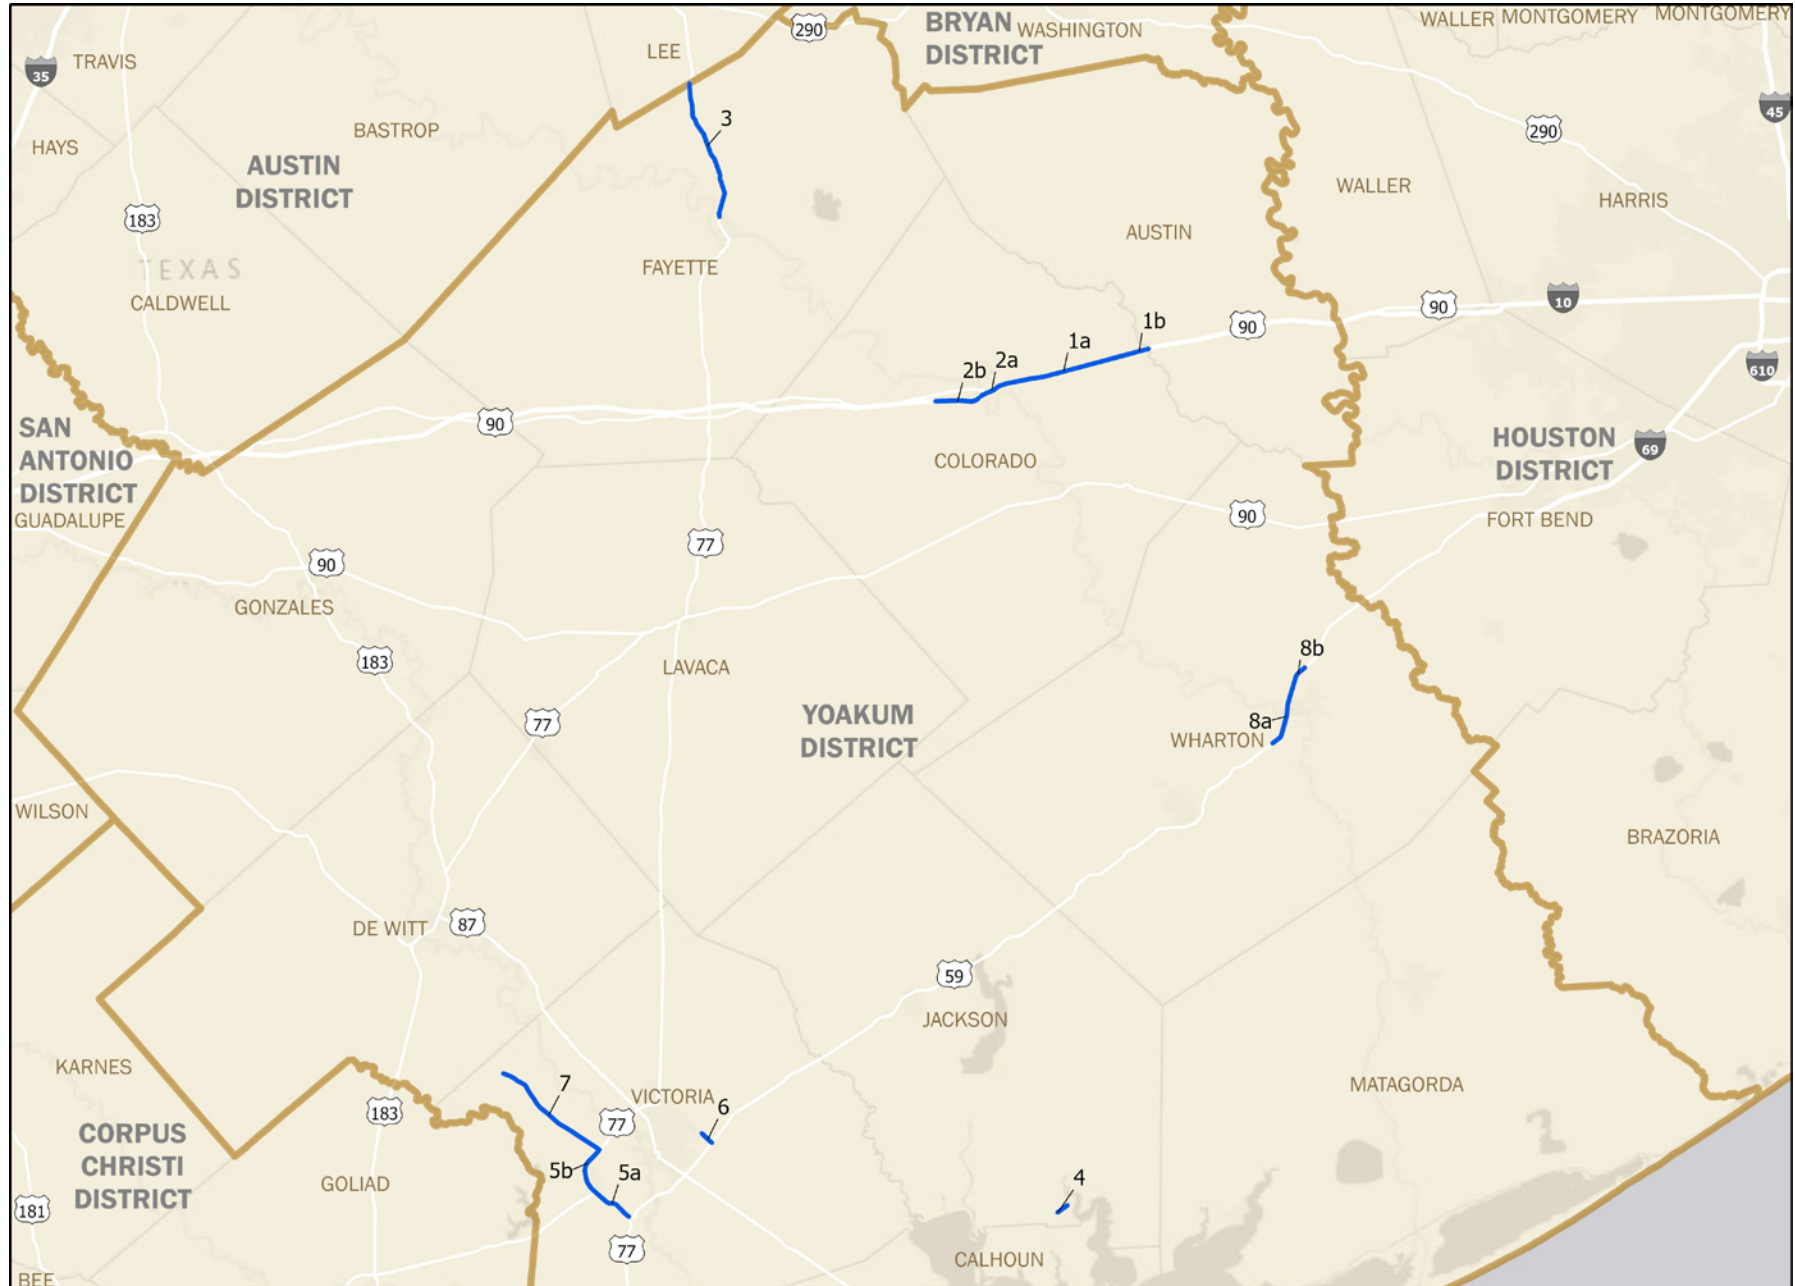 BRYAN
DISTRICT
WASHINGTON
WALLER
MONTGOMERY
MONTGOMERY
290
LEE
TRAVIS
35
45
3
290
BASTROP
HAYS
AUSTIN
DISTRICT
WALLER
HARRIS
183
AUSTIN
TEXAS
FAYETTE
CALDWELL
10
90
90
1b
1a
2a
2b
610
90
SAN
ANTONIO
DISTRICT
HOUSTON
DISTRICT
69
COLORADO
GUADALUPE
90
FORT BEND
77
90
GONZALES
8b
183
LAVACA
YOAKUM
DISTRICT
77
8a
WHARTON
WILSON
BRAZORIA
87
DE WITT
59
JACKSON
KARNES
7
MATAGORDA
VICTORIA
6
183
77
CORPUS
CHRISTI
DISTRICT
5b
5a
4
GOLIAD
181
77
CALHOUN
BEE